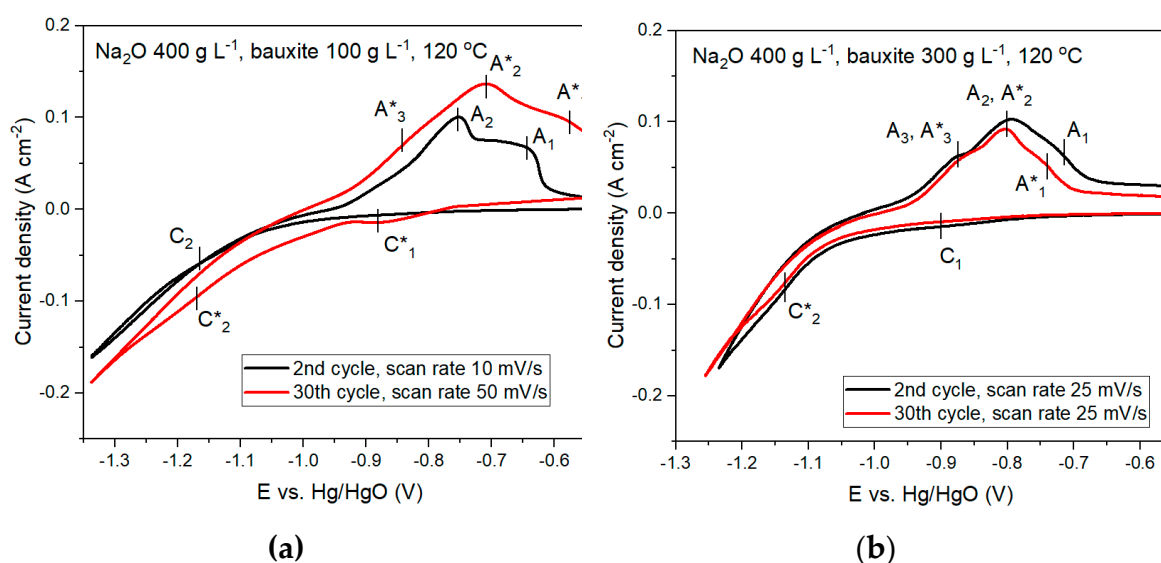 (a)
Na₂O 400 g L⁻¹, bauxite 100 g L⁻¹, 120 °C
A*₂
A*₃
A₂
A₁
A*
C₂
C*₁
C*₂
2nd cycle, scan rate 10 mV/s
30th cycle, scan rate 50 mV/s
Current density (A cm⁻²)
0.2
0.1
0.0
-0.1
-0.2
-1.3 -1.2 -1.1 -1.0 -0.9 -0.8 -0.7 -0.6
E vs. Hg/HgO (V)
(a)
Na₂O 400 g L⁻¹, bauxite 300 g L⁻¹, 120 °C
A₂, A*₂
A₃, A*₃
A₁
A*₁
C₁
C*₂
2nd cycle, scan rate 25 mV/s
30th cycle, scan rate 25 mV/s
Current density (A cm⁻²)
0.2
0.1
0.0
-0.1
-0.2
-1.3 -1.2 -1.1 -1.0 -0.9 -0.8 -0.7 -0.6
E vs. Hg/HgO (V)
(b)